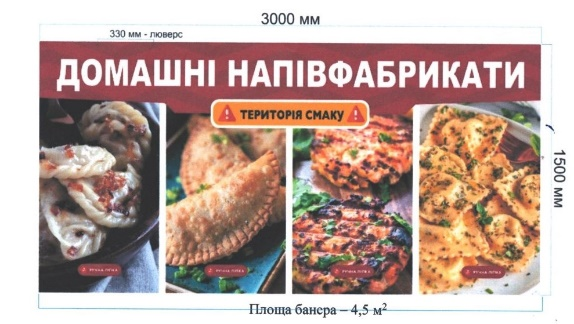 3000 мм
330 мм - люверс
ДОМАШНІ НАПІВФАБРИКАТИ
ТЕРИТОРІЯ СМАКУ
1500 мм
Площа банера – 4,5 м²